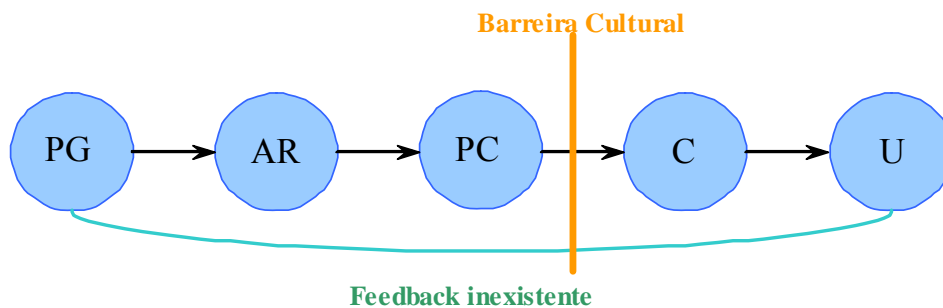 Barreira Cultural
PG
AR
PC
C
U
Feedback inexistente